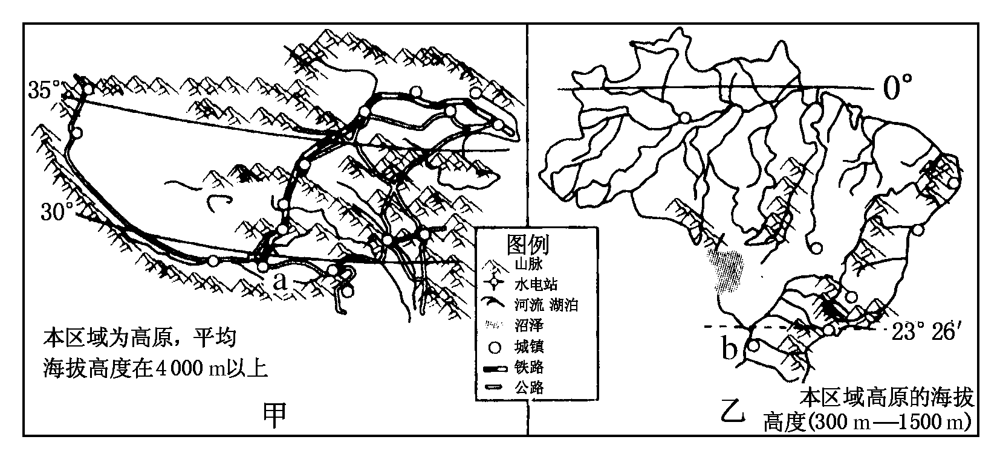 35°
30°
a
本区域为高原，平均
海拔高度在4 000 m以上
甲
图例
山脉
水电站
河流 湖泊
沼泽
城镇
铁路
公路
0°
23° 26′
b
乙
本区域高原的海拔
高度(300 m—1500 m)